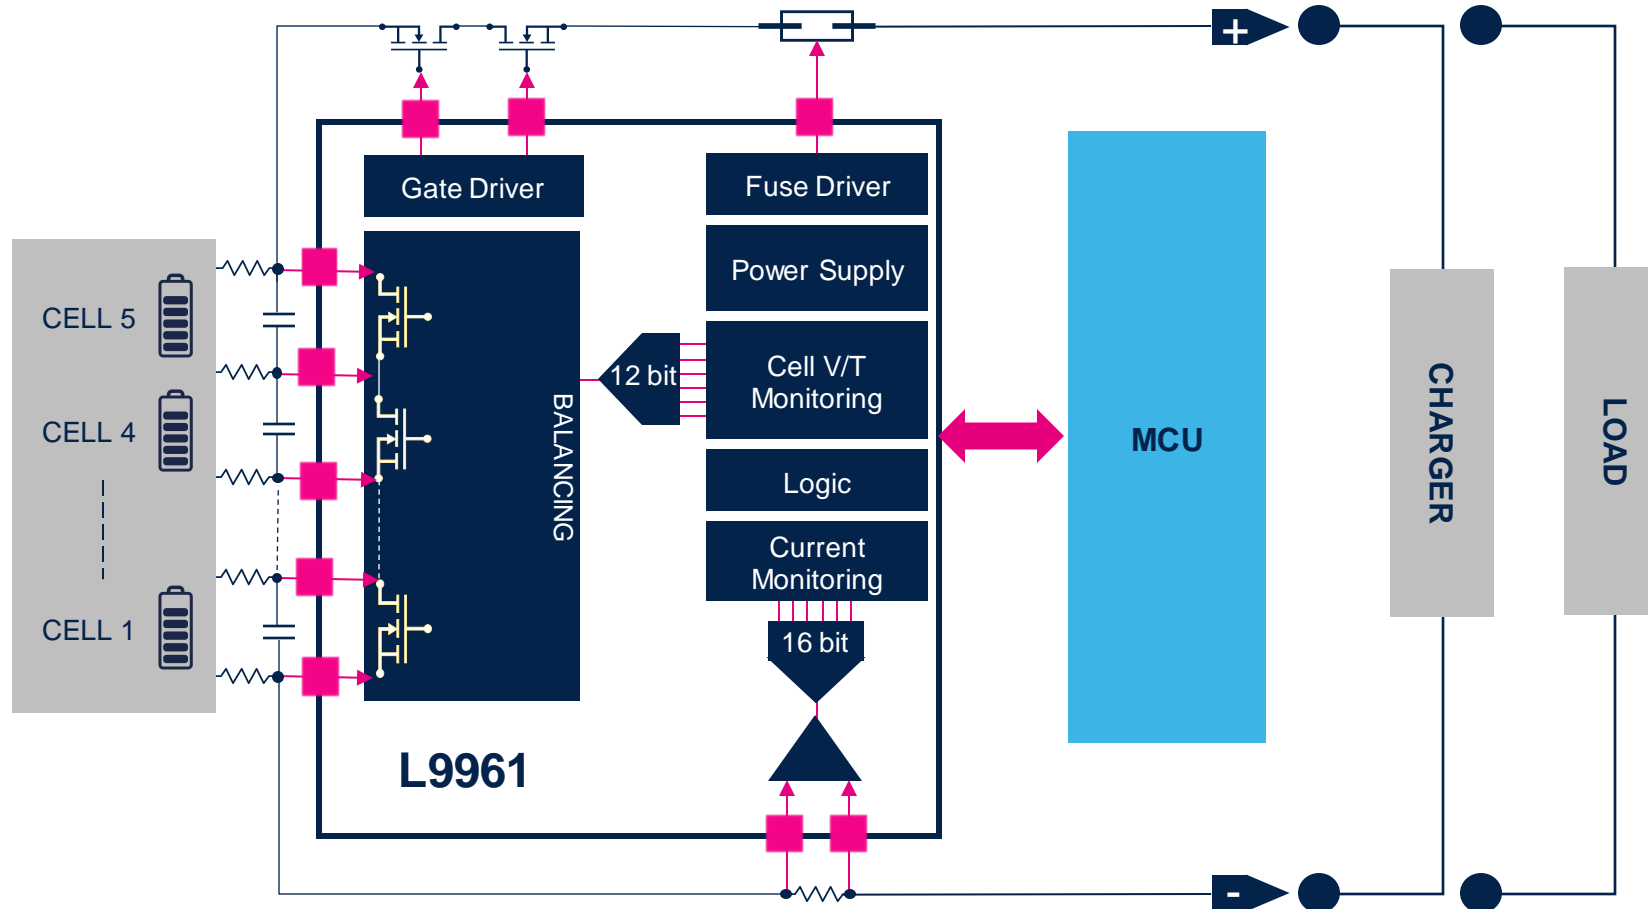 +
Gate Driver
Fuse Driver
Power Supply
CELL 5
Cell V/T
Monitoring
12 bit
CELL 4
BALANCING
MCU
CHARGER
LOAD
Logic
Current
Monitoring
CELL 1
16 bit
L9961
-